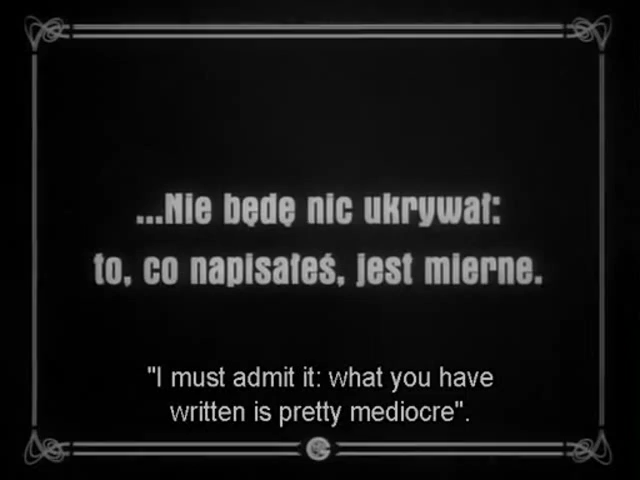 ...Nie będę nic ukrywał:
to, co napisałeś, jest mierne.
"I must admit it: what you have
written is pretty mediocre".